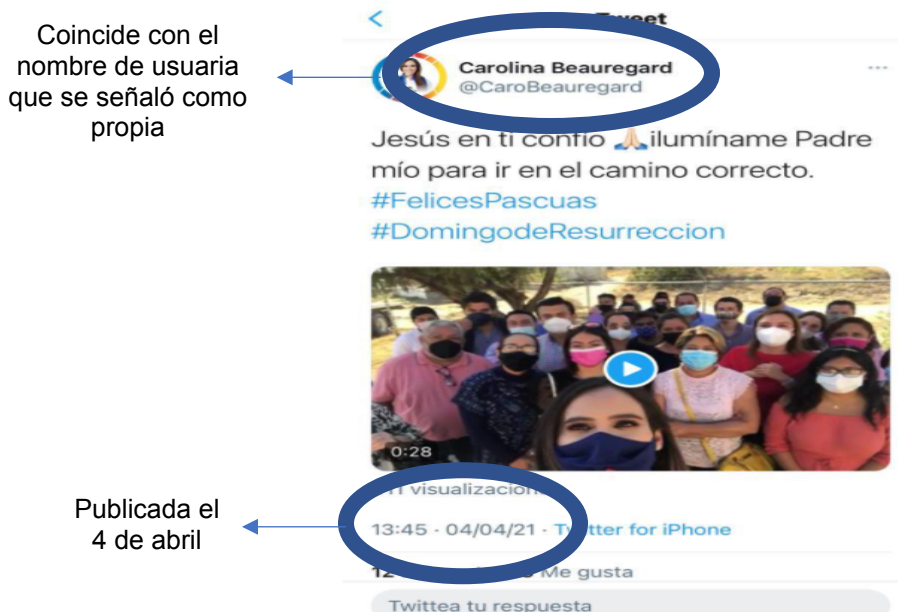 Tweet
Coincide con el
nombre de usuaria
que se señaló como
propia
Carolina Beauregard
@CaroBeauregard
Jesús en ti confío 🙏🏻ilumíname Padre
mío para ir en el camino correcto.
#FelicesPascuas
#DomingodeResurreccion
0:28
visualizaciones
Publicada el
4 de abril
13:45 · 04/04/21 · Twitter for iPhone
Me gusta
Twittea tu respuesta